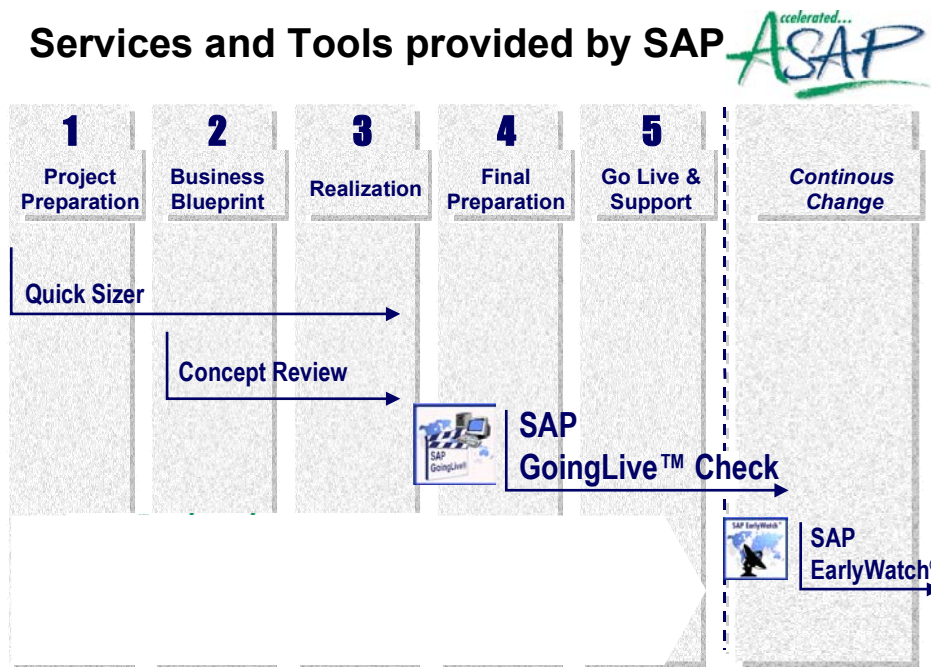 Services and Tools provided by SAP
Accelerated...
ASAP
1
2
3
4
5
Project
Preparation
Business
Blueprint
Realization
Final
Preparation
Go Live &
Support
Continous
Change
Quick Sizer
Concept Review
SAP
GoingLive
SAP
GoingLive™ Check
SAP EarlyWatch
SAP
EarlyWatch